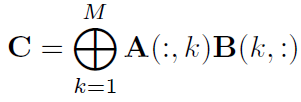 C = ⨁_{k=1}^{M} A(:, k)B(k, :)